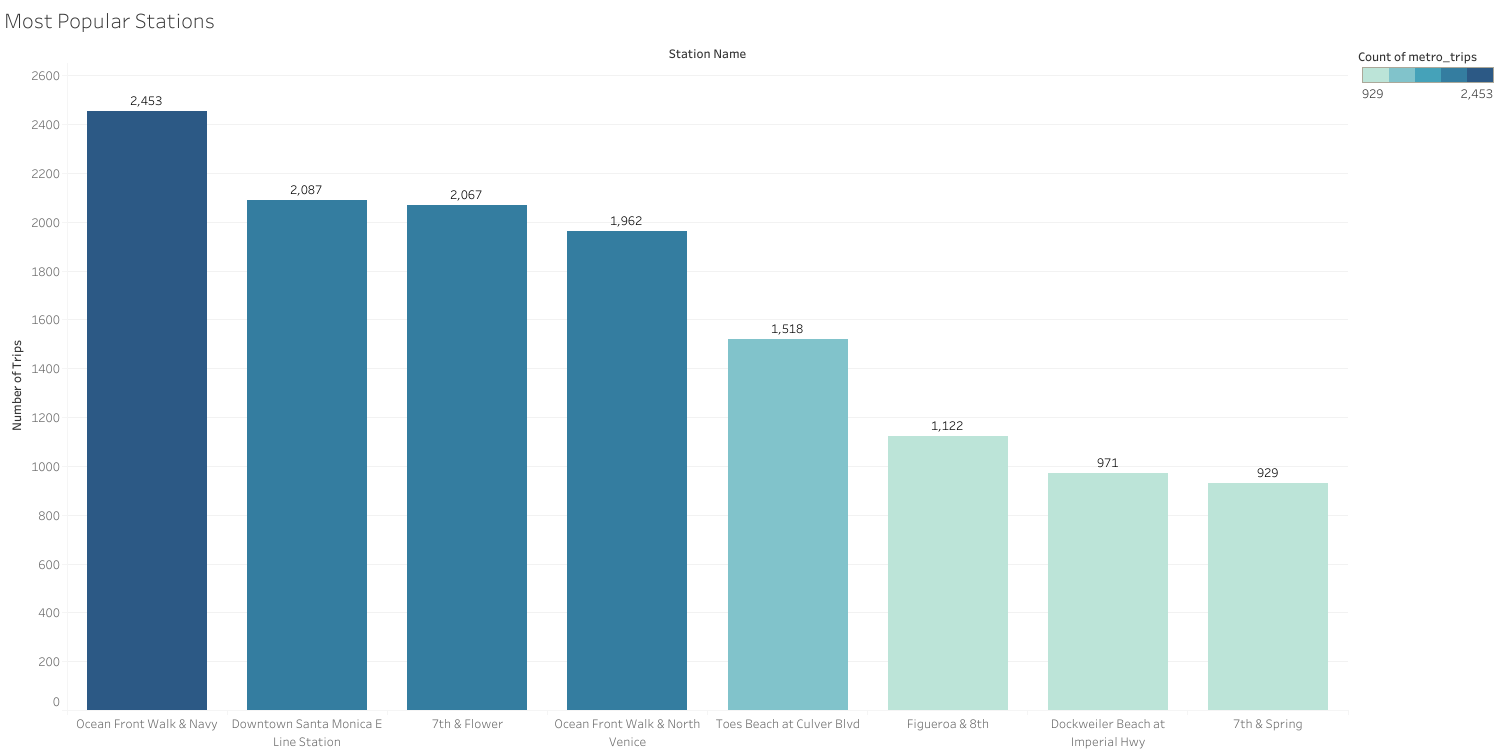 Most Popular Stations
Station Name
Count of metro_trips
929 2,453
Number of Trips
2600
2400
2200
2000
1800
1600
1400
1200
1000
800
600
400
200
0
2,453
2,087
2,067
1,962
1,518
1,122
971
929
Ocean Front Walk & Navy
Downtown Santa Monica E
Line Station
7th & Flower
Ocean Front Walk & North
Venice
Toes Beach at Culver Blvd
Figueroa & 8th
Dockweiler Beach at
Imperial Hwy
7th & Spring